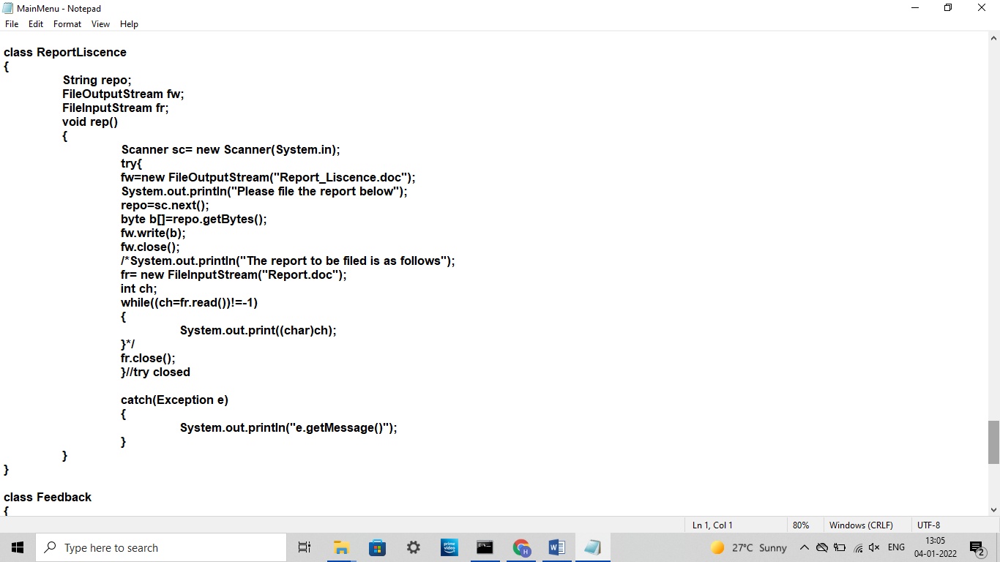 MainMenu - Notepad
File Edit Format View Help
class ReportLiscence
{
String repo;
FileOutputStream fw;
FileInputStream fr;
void rep()
{
Scanner sc= new Scanner(System.in);
try{
fw=new FileOutputStream("Report_Liscence.doc");
System.out.println("Please file the report below");
repo=sc.next();
byte b[]=repo.getBytes();
fw.write(b);
fw.close();
/*System.out.println("The report to be filed is as follows");
fr= new FileInputStream("Report.doc");
int ch;
while((ch=fr.read())!=-1)
{
System.out.print((char)ch);
}*/
fr.close();
}//try closed
catch(Exception e)
{
System.out.println("e.getMessage()");
}
}
}
class Feedback
{
Ln 1, Col 1 80% Windows (CRLF) UTF-8
Type here to search
prime video
C:\
H
W
27°C Sunny
ENG
13:05
04-01-2022
2